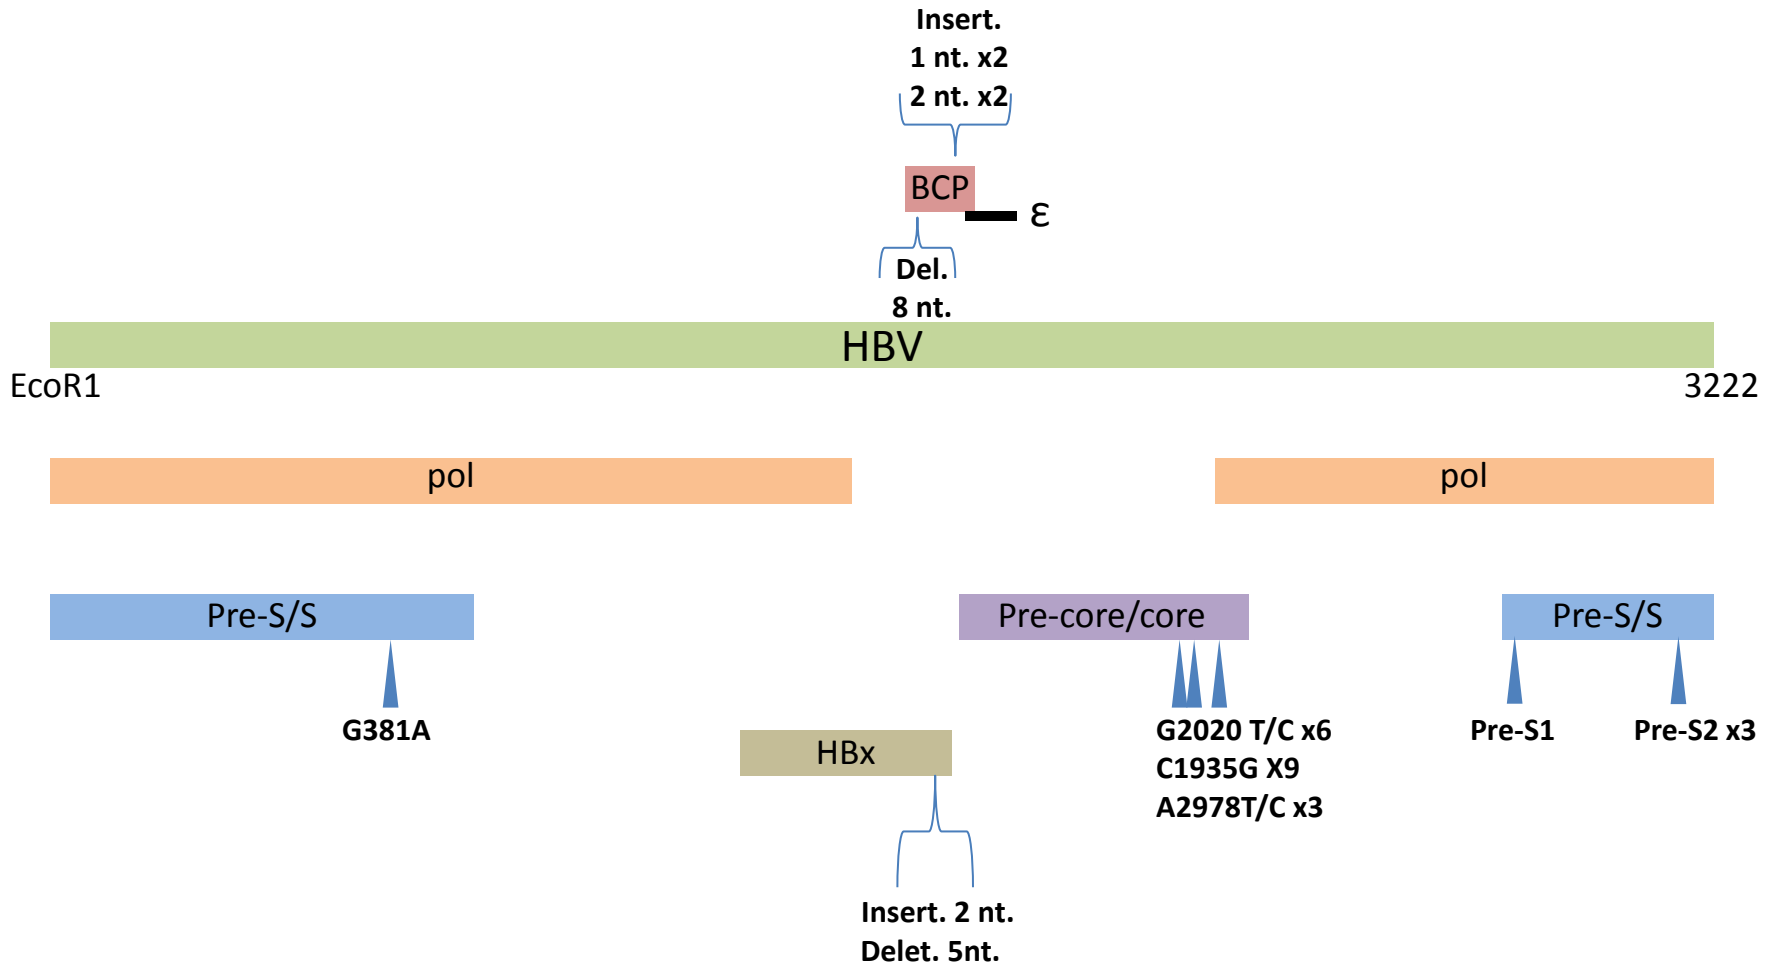 Insert.
1 nt. x2
2 nt. x2
BCP
ε
Del.
8 nt.
HBV
EcoR1
3222
pol
pol
Pre-S/S
Pre-core/core
Pre-S/S
G381A
G2020 T/C x6
C1935G X9
A2978T/C x3
Pre-S1
Pre-S2 x3
HBx
Insert. 2 nt.
Delet. 5nt.